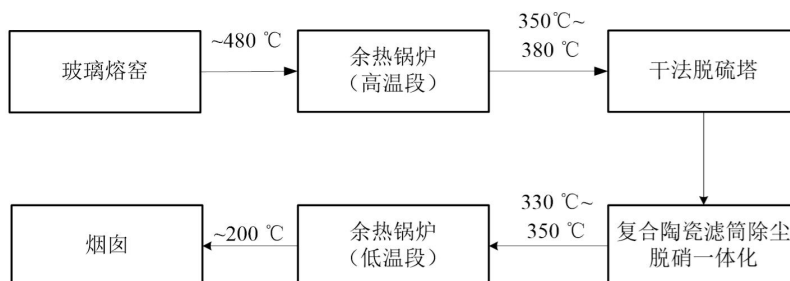 玻璃熔窑
~480 ℃
余热锅炉
（高温段）
350℃~
380℃
干法脱硫塔
烟囱
~200 ℃
余热锅炉
（低温段）
330 ℃~
350 ℃
复合陶瓷滤筒除尘
脱硝一体化